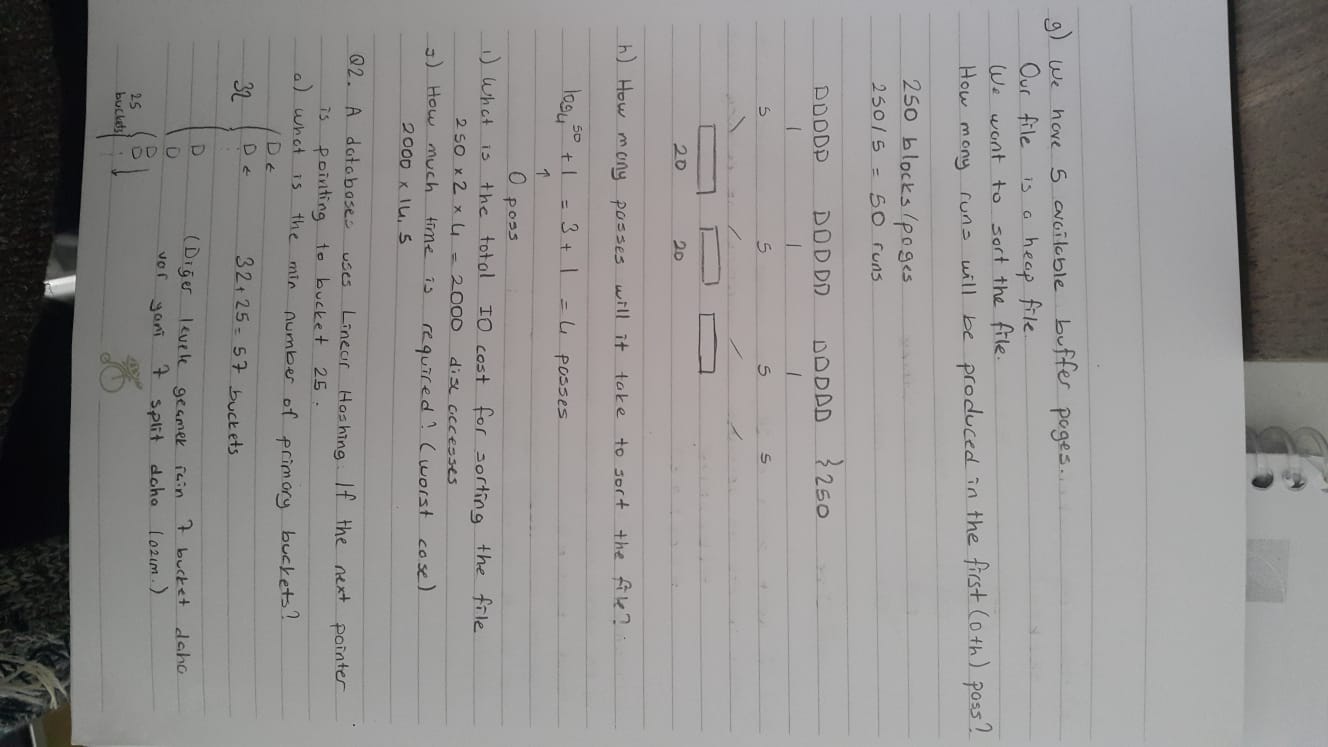 g) We have 5 available buffer pages..
Our file is a heap file.
We want to sort the file.
How many runs will be produced in the first (0th) pass?
250 blocks/pages
250/5 = 50 runs
DDDDD DDDDD DDDDD }250
5 5 5 5
20 20
h) How many passes will it take to sort the file?
log₄⁵⁰ + 1 = 3 + 1 = 4 passes
↑
0 pass
i) What is the total IO cost for sorting the file
250 x 2 x 4 = 2000 disc accesses
j) How much time is required? (worst case)
2000 x 14.5
Q2. A databases uses Linear Hashing. If the next pointer
is pointing to bucket 25.
a) What is the min number of primary buckets?
D ←
32 D ← 32+25 = 57 buckets
D (Diğer levele geçmek için 7 bucket daha
D var yani 7 split daha lazım.)
D
25 D
buckets